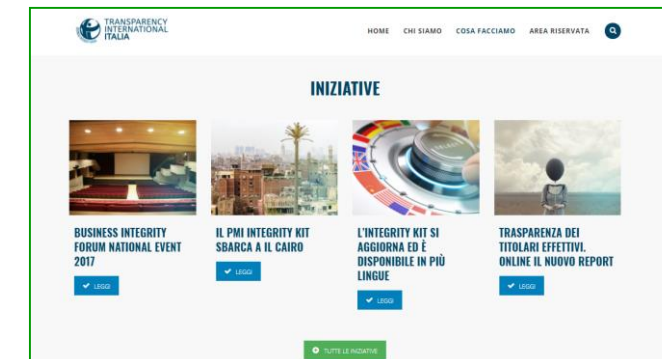 TRANSPARENCY
INTERNATIONAL
ITALIA
HOME CHI SIAMO COSA FACCIAMO AREA RISERVATA
INIZIATIVE
SELECT
BUSINESS INTEGRITY
FORUM NATIONAL EVENT
2017
LEGGI
IL PMI INTEGRITY KIT
SBARCA A IL CAIRO
LEGGI
L'INTEGRITY KIT SI
AGGIORNA ED È
DISPONIBILE IN PIÙ
LINGUE
LEGGI
TRASPARENZA DEI
TITOLARI EFFETTIVI.
ONLINE IL NUOVO REPORT
LEGGI
TUTTE LE INIZIATIVE